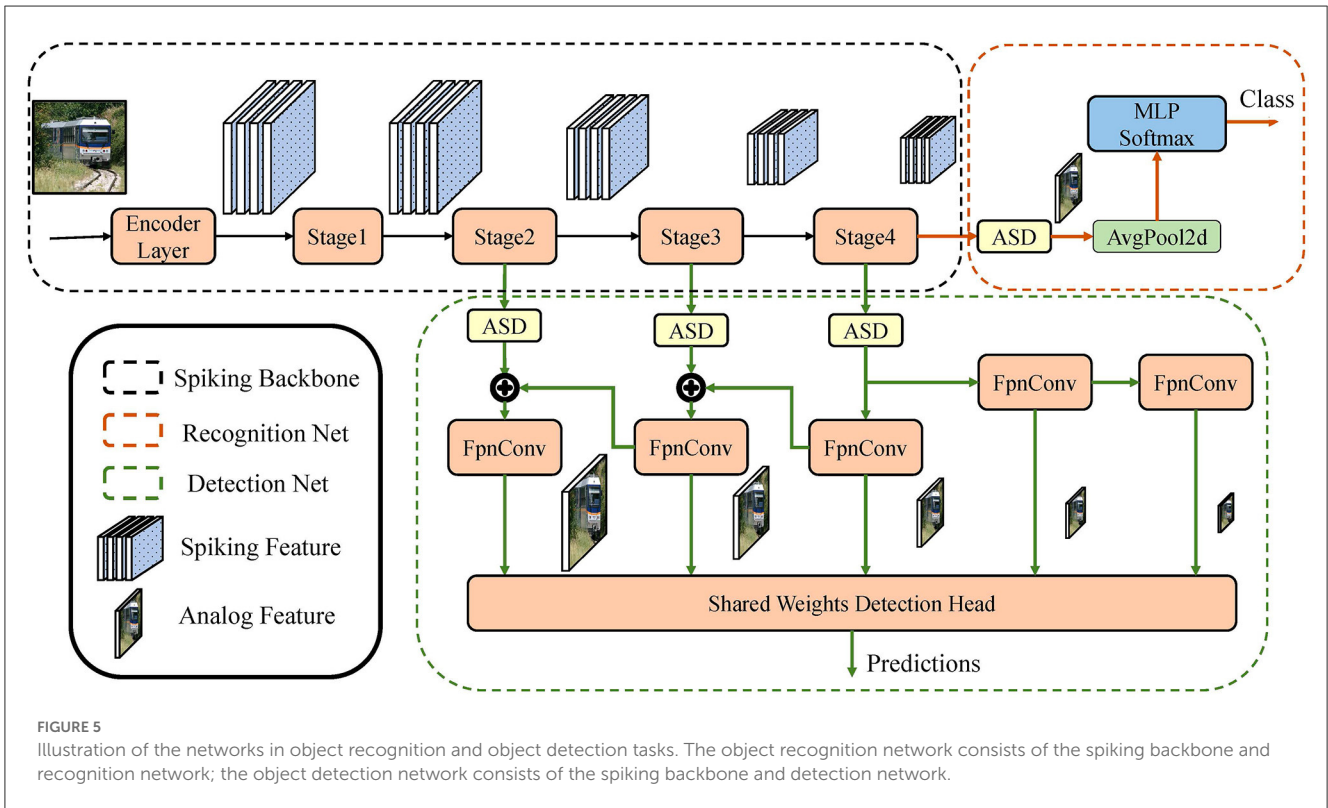 MLP
Softmax
Class
Encoder
Layer
Stage1
Stage2
Stage3
Stage4
ASD
AvgPool2d
ASD
ASD
ASD
FpnConv
FpnConv
FpnConv
FpnConv
FpnConv
Spiking Backbone
Recognition Net
Detection Net
Spiking Feature
Analog Feature
Shared Weights Detection Head
Predictions
FIGURE 5
Illustration of the networks in object recognition and object detection tasks. The object recognition network consists of the spiking backbone and
recognition network; the object detection network consists of the spiking backbone and detection network.